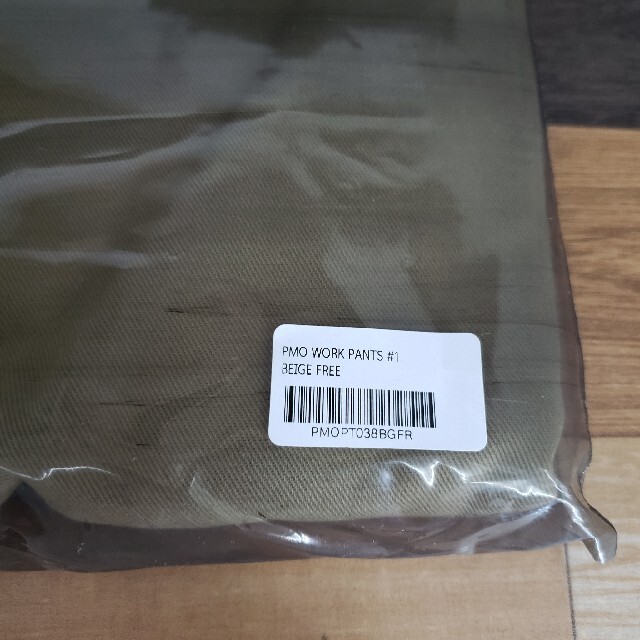 PMO WORK PANTS #1
BEIGE FREE
PMOPT038BGFR